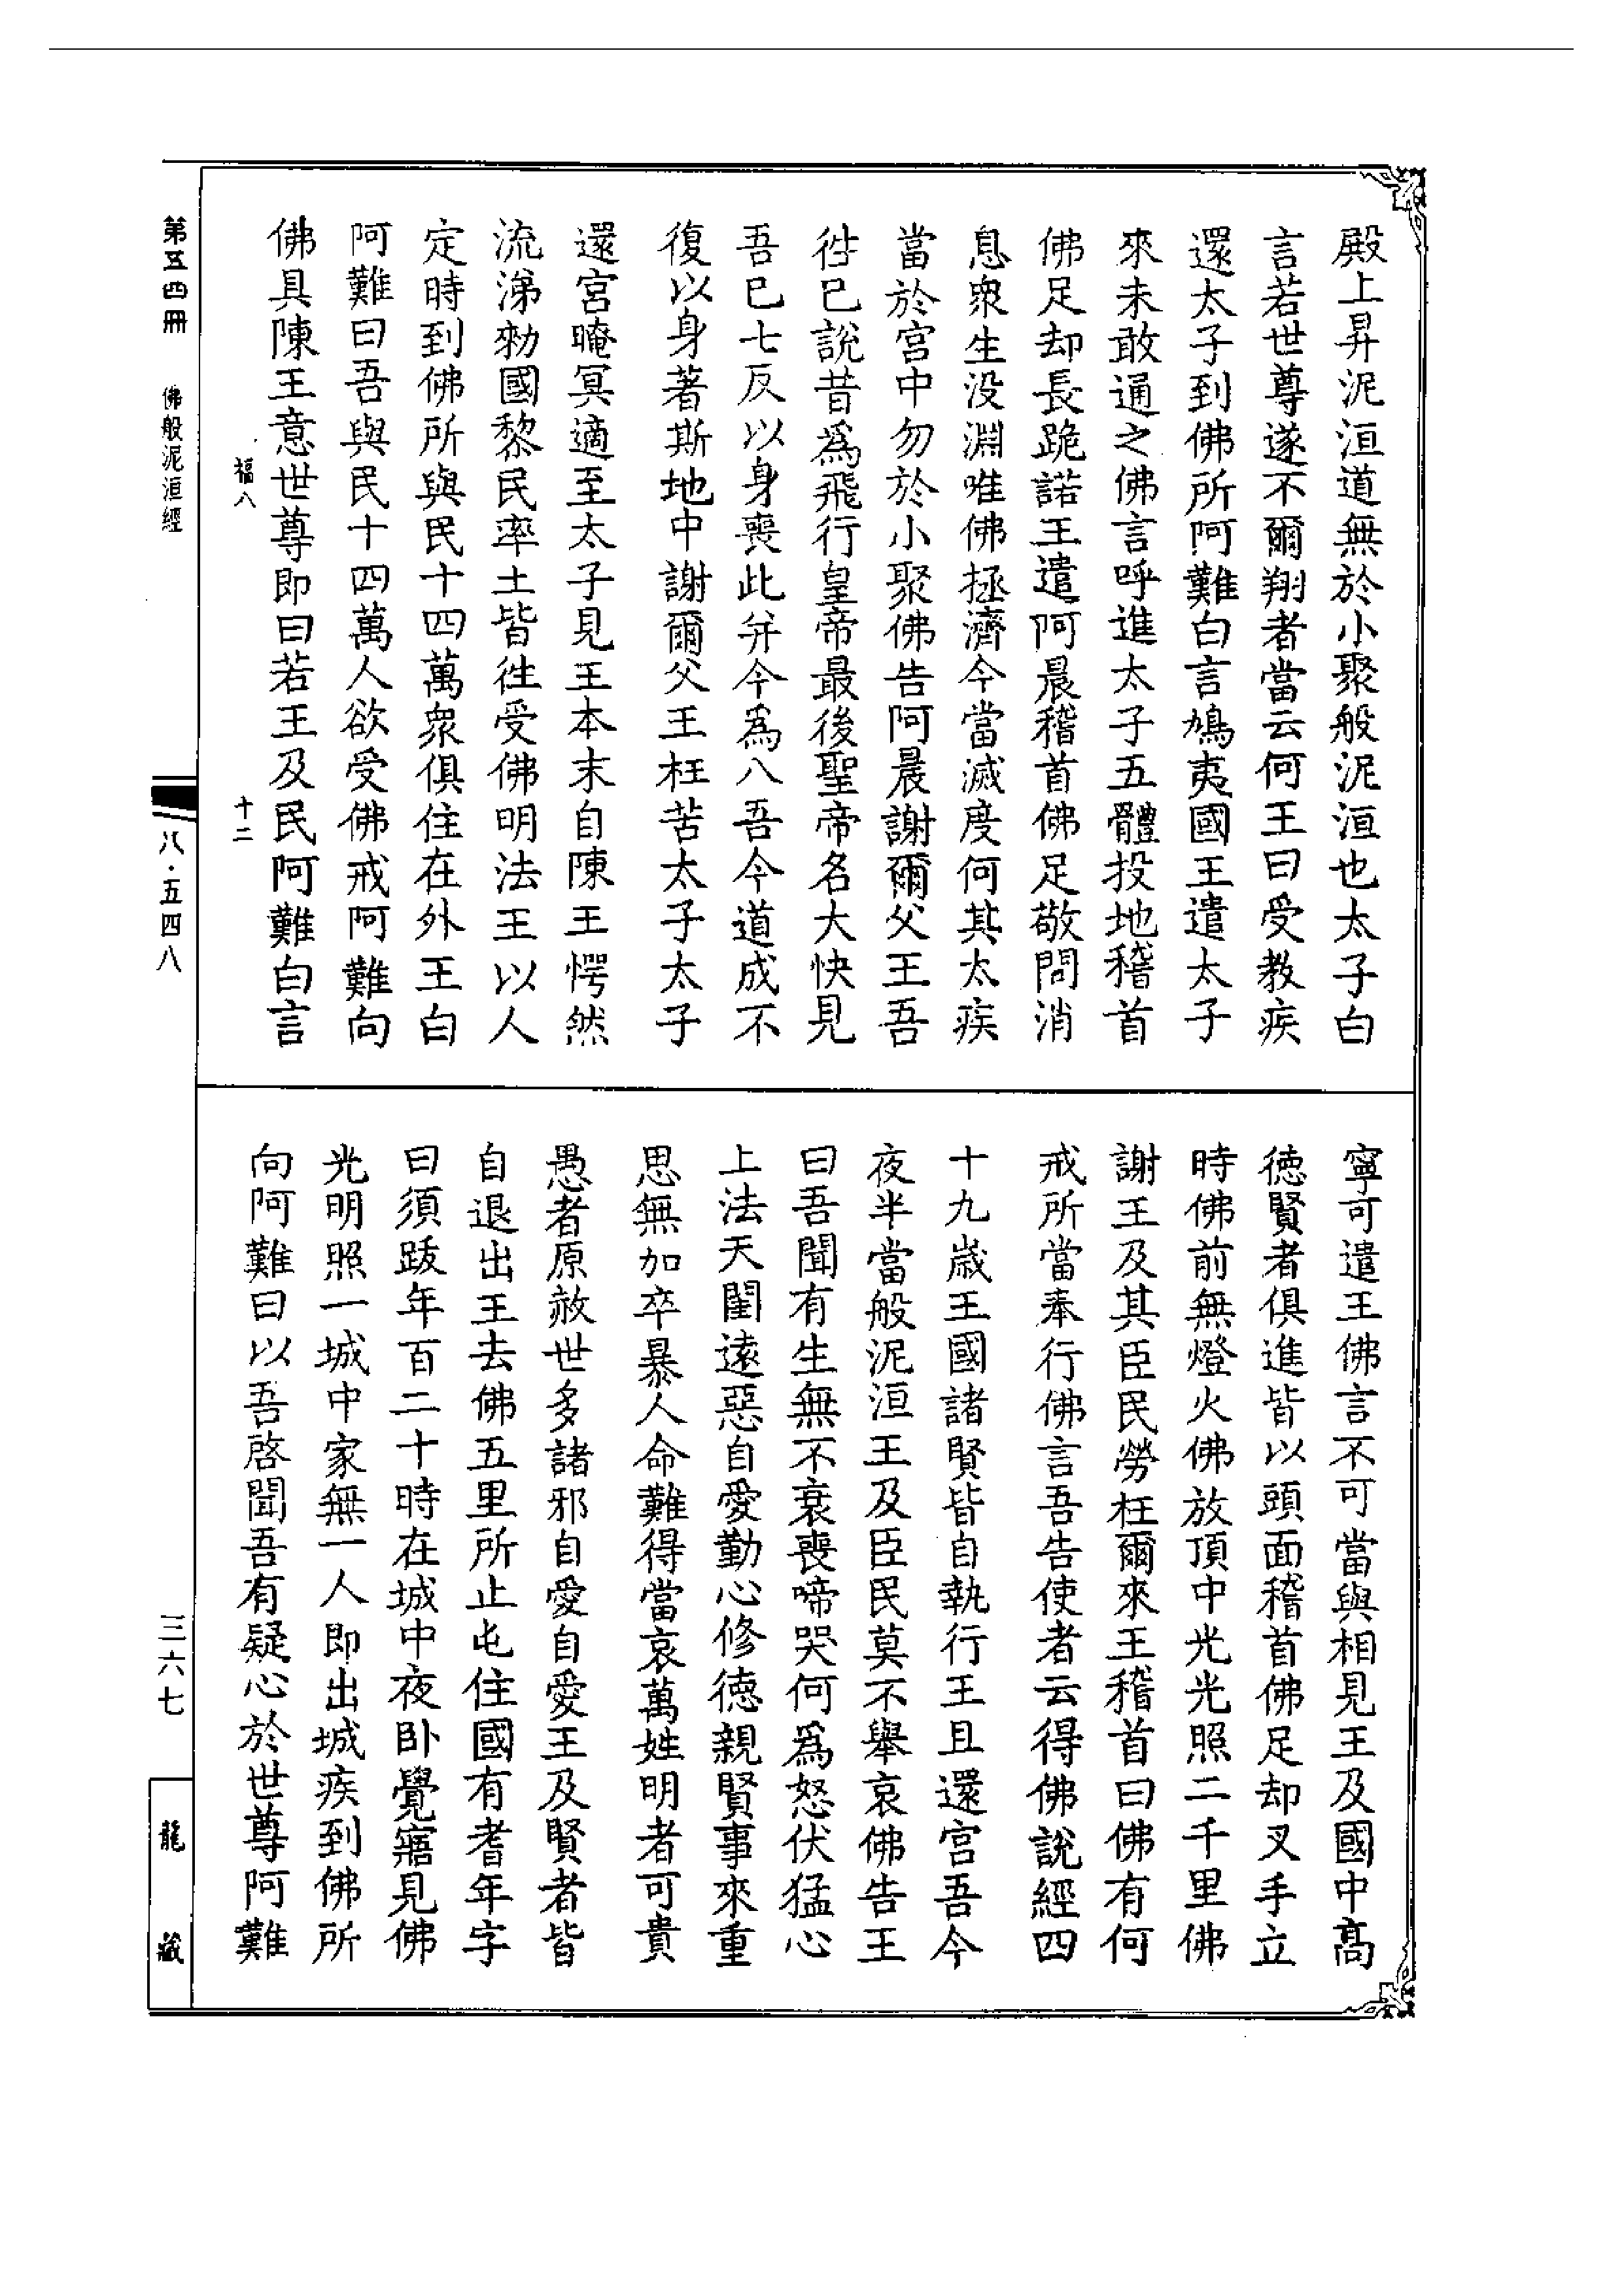 殿上昇泥洹道無於小聚般泥洹也太子白
言若世尊遂不爾翔者當云何王曰受教疾
還太子到佛所阿難白言鳩夷國王遣太子
來未敢通之佛言呼進太子五體投地稽首
佛足却長跪諾王遣阿晨稽首佛足敬問消
息衆生没淵唯佛拯濟今當滅度何其太疾
當於宮中勿於小聚佛告阿晨謝爾父王吾
徃已說昔爲飛行皇帝最後聖帝名大快見
吾已七反以身喪此并今爲八吾今道成不
復以身著斯地中謝爾父王枉苦太子太子
還宮晻冥適至太子見王本末自陳王愕然
流涕勑國黎民率土皆徃受佛明法王以人
定時到佛所與民十四萬衆俱住在外王白
阿難曰吾與民十四萬人欲受佛戒阿難向
佛具陳王意世尊即曰若王及民阿難白言
寧可遣王佛言不可當與相見王及國中高
德賢者俱進皆以頭面稽首佛足却叉手立
時佛前無燈火佛放頂中光光照二千里佛
謝王及其臣民勞枉爾來王稽首曰佛有何
戒所當奉行佛言吾告使者云得佛說經四
十九歲王國諸賢皆自執行王且還宮吾今
夜半當般泥洹王及臣民莫不舉哀佛告王
曰吾聞有生無不衰喪啼哭何爲怒伏猛心
上法天閨遠惡自愛勤心修德親賢事來重
思無加卒暴人命難得當哀萬姓明者可貴
愚者原赦世多諸邪自愛自愛王及賢者皆
自退出王去佛五里所止屯住國有耆年字
曰須跋年百二十時在城中夜卧覺寤見佛
光明照一城中家無一人即出城疾到佛所
向阿難曰以吾啓聞吾有疑心於世尊阿難
福八
十二
第五四冊 佛般泥洹經
八·五四八
三六七
龍藏